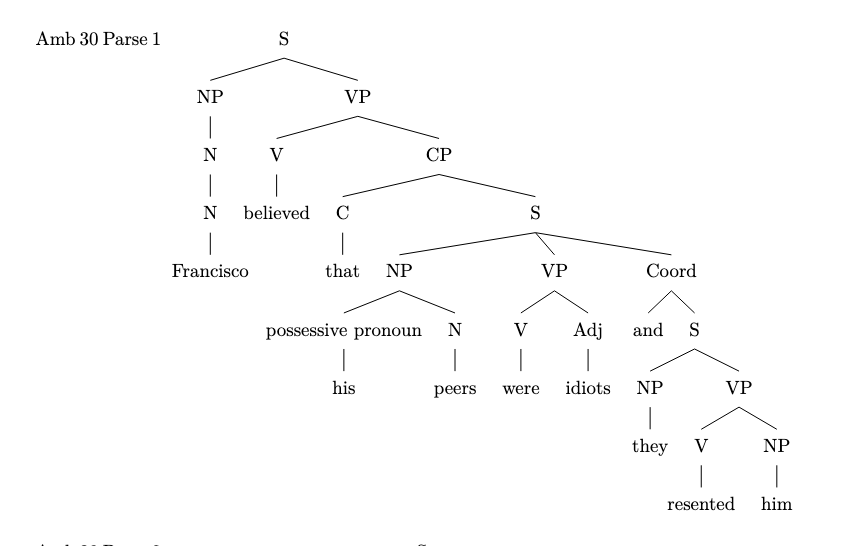 Amb 30 Parse 1 S
NP VP
N V CP
N believed C S
Francisco that NP VP Coord
possessive pronoun N V Adj and S
his peers were idiots NP VP
they V NP
resented him